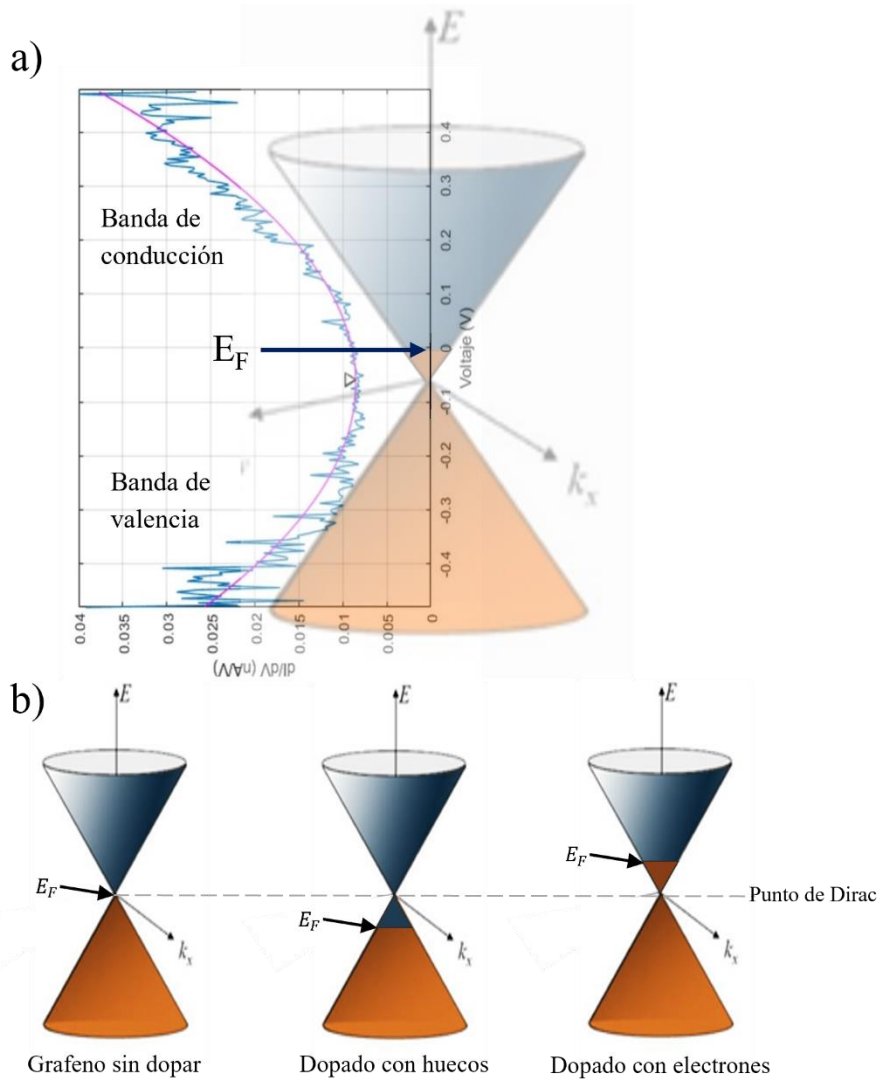 a)
E
0.4
0.3
Banda de
conducción
0.2
0.1
E_F
0
Voltaje (V)
-0.1
k_x
-0.2
Banda de
valencia
-0.3
-0.4
0.04
0.035
0.03
0.025
0.02
0.015
0.01
0.005
0
dI/dV (nA/V)
b)
E
E
E
E_F
E_F
E_F
Punto de Dirac
k_x
k_x
k_x
Grafeno sin dopar
Dopado con huecos
Dopado con electrones